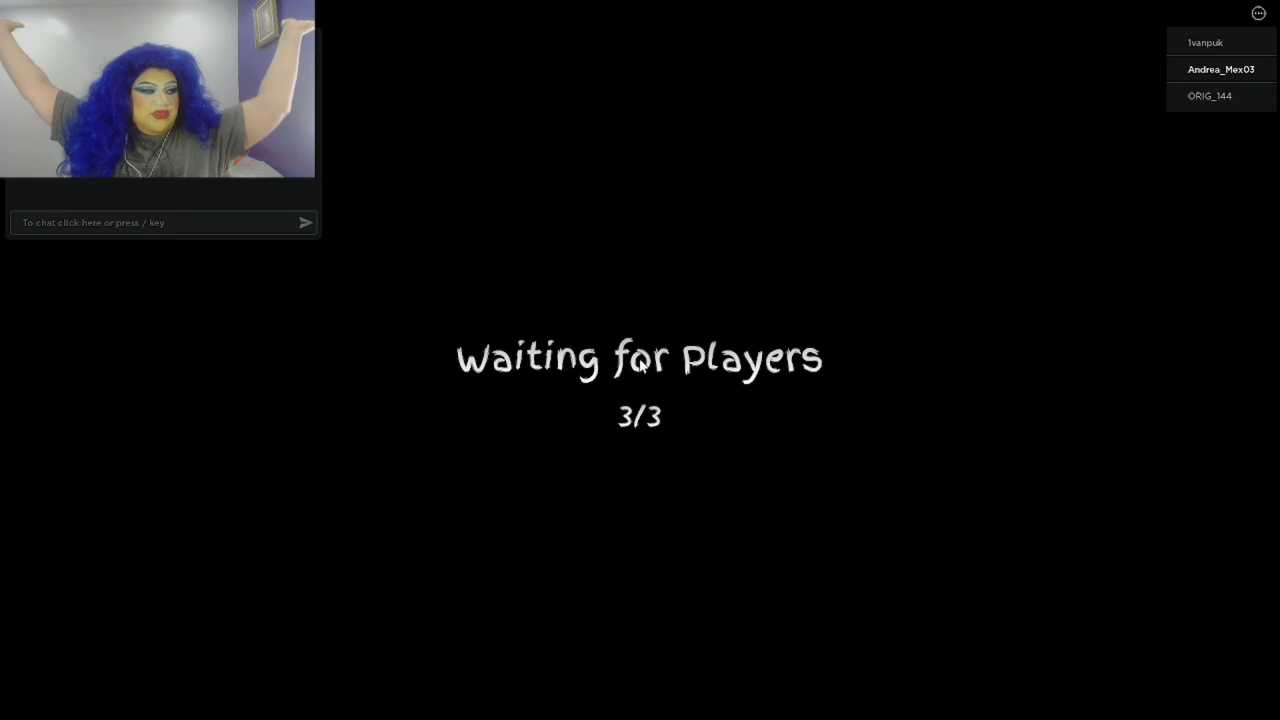 1vanpuk
Andrea_Mex03
ORIG_144
To chat click here or press / key
Waiting for Players
3/3